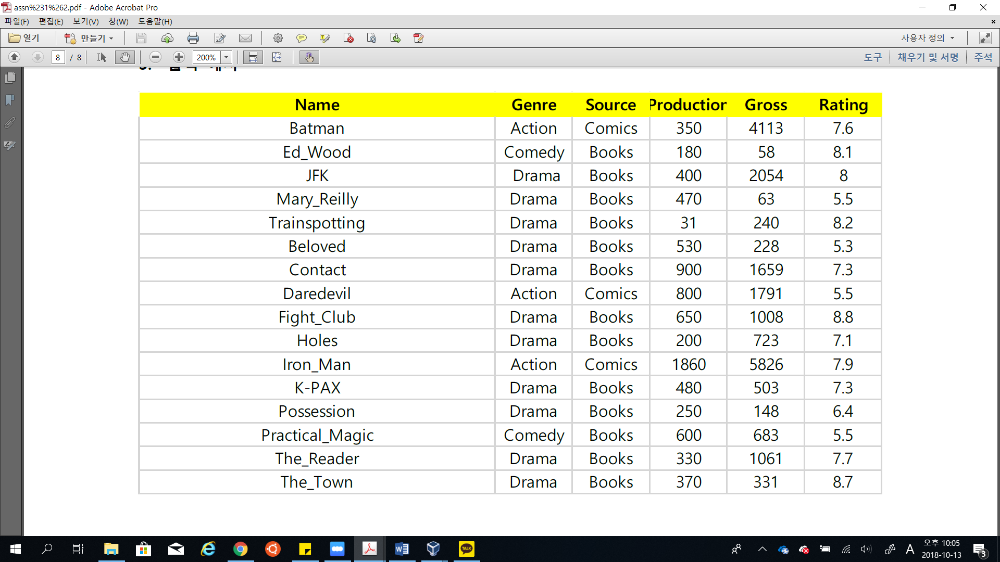 assn%231%262.pdf - Adobe Acrobat Pro
파일(F) 편집(E) 보기(V) 창(W) 도움말(H)
열기 만들기 사용자 정의
8 / 8 200% 도구 채우기 및 서명 주석
Name Genre Source Production Gross Rating
Batman Action Comics 350 4113 7.6
Ed_Wood Comedy Books 180 58 8.1
JFK Drama Books 400 2054 8
Mary_Reilly Drama Books 470 63 5.5
Trainspotting Drama Books 31 240 8.2
Beloved Drama Books 530 228 5.3
Contact Drama Books 900 1659 7.3
Daredevil Action Comics 800 1791 5.5
Fight_Club Drama Books 650 1008 8.8
Holes Drama Books 200 723 7.1
Iron_Man Action Comics 1860 5826 7.9
K-PAX Drama Books 480 503 7.3
Possession Drama Books 250 148 6.4
Practical_Magic Comedy Books 600 683 5.5
The_Reader Drama Books 330 1061 7.7
The_Town Drama Books 370 331 8.7
TALK A 오후 10:05
2018-10-13 3